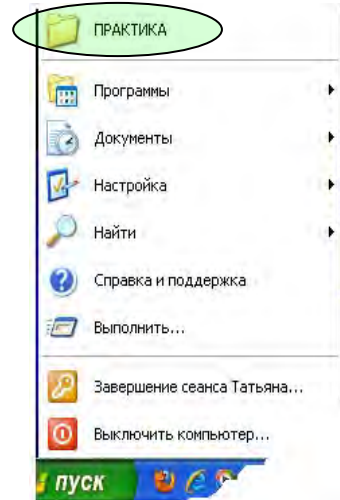 ПРАКТИКА
Программы
Документы
Настройка
Найти
Справка и поддержка
Выполнить...
Завершение сеанса Татьяна...
Выключить компьютер...
пуск